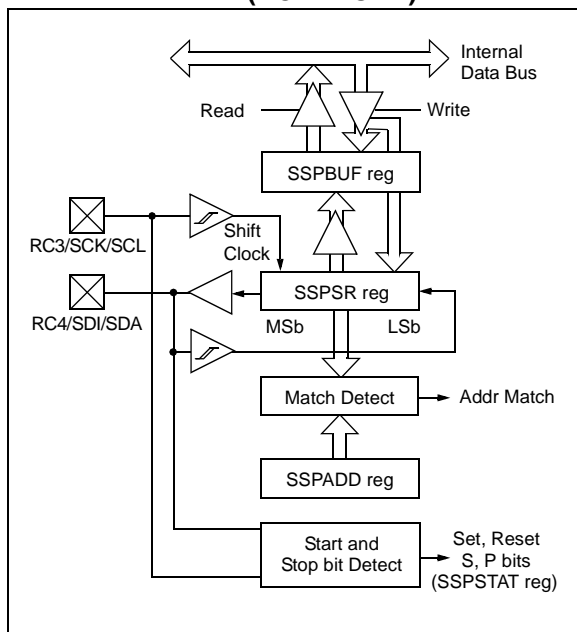 Internal
Data Bus
Read
Write
SSPBUF reg
RC3/SCK/SCL
Shift
Clock
SSPSR reg
RC4/SDI/SDA
MSb
LSb
Match Detect
Addr Match
SSPADD reg
Start and
Stop bit Detect
Set, Reset
S, P bits
(SSPSTAT reg)